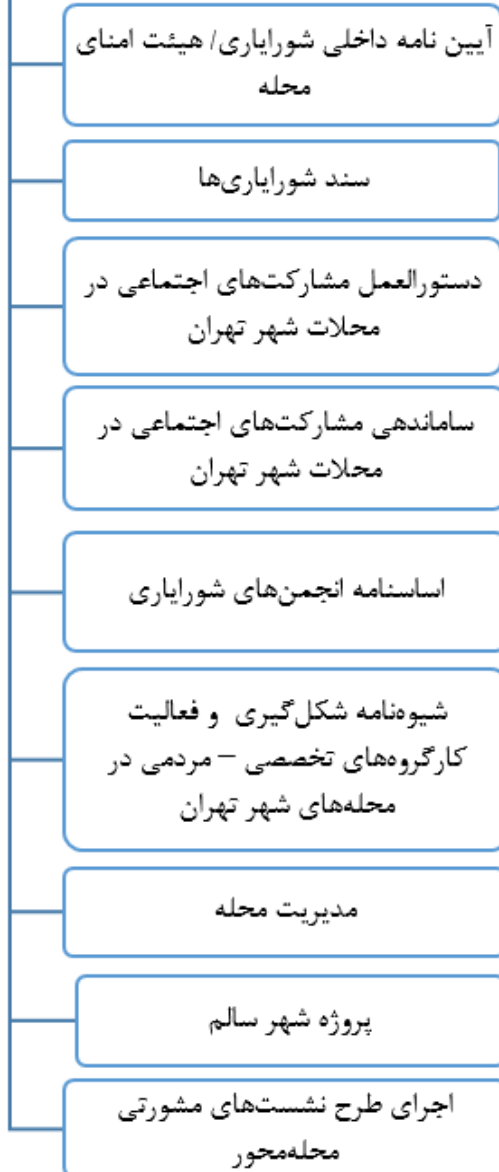 آیین نامه داخلی شورایاری/ هیئت امنای
محله
سند شورایاری‌ها
دستورالعمل مشارکت‌های اجتماعی در
محلات شهر تهران
ساماندهی مشارکت‌های اجتماعی در
محلات شهر تهران
اساسنامه انجمن‌های شورایاری
شیوه‌نامه شکل‌گیری و فعالیت
کارگروه‌های تخصصی – مردمی در
محله‌های شهر تهران
مدیریت محله
پروژه شهر سالم
اجرای طرح نشست‌های مشورتی
محله‌محور